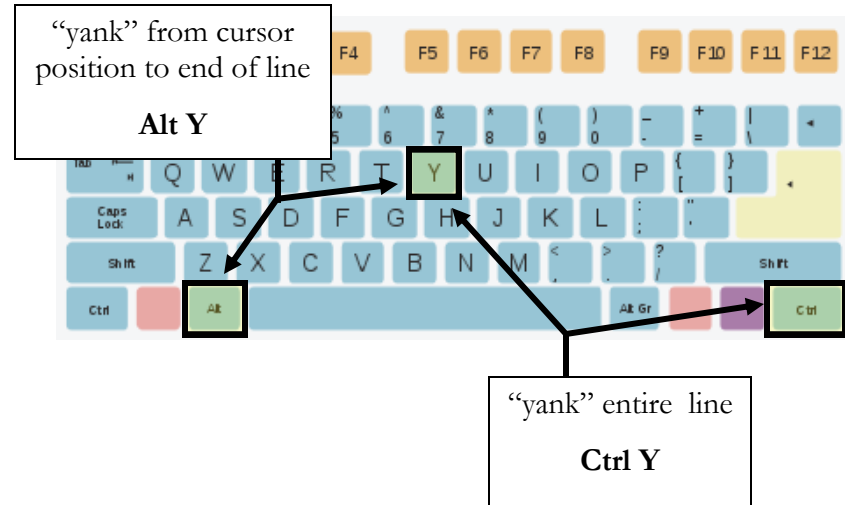 “yank” from cursor
position to end of line
Alt Y
F4 F5 F6 F7 F8 F9 F10 F11 F12
% ^ & * ( ) _ + |
5 6 7 8 9 0 - = \
Tab Q W E R T Y U I O P { }
[ ]
Caps
Lock A S D F G H J K L : "
; '
Shift Z X C V B N M < > ?
, . /
Shift
Ctrl Alt Alt Gr Ctrl
“yank” entire line
Ctrl Y